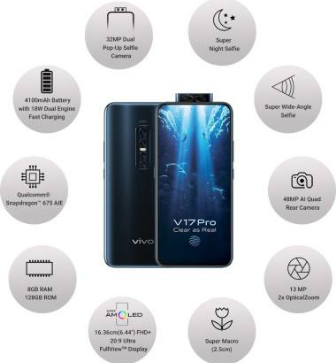 32MP Dual
Pop-Up Selfie
Camera
Super
Night Selfie
4100mAh Battery
with 18W Dual Engine
Fast Charging
Super Wide-Angle
Selfie
Qualcomm®
Snapdragon™ 675 AIE
48MP AI Quad
Rear Camera
vivo
V17Pro
Clear as Real
8GB RAM
128GB ROM
13 MP
2x OpticalZoom
SUPER
AMOLED
16.36cm(6.44") FHD+
20:9 Ultra
FullView™ Display
Super Macro
(2.5cm)